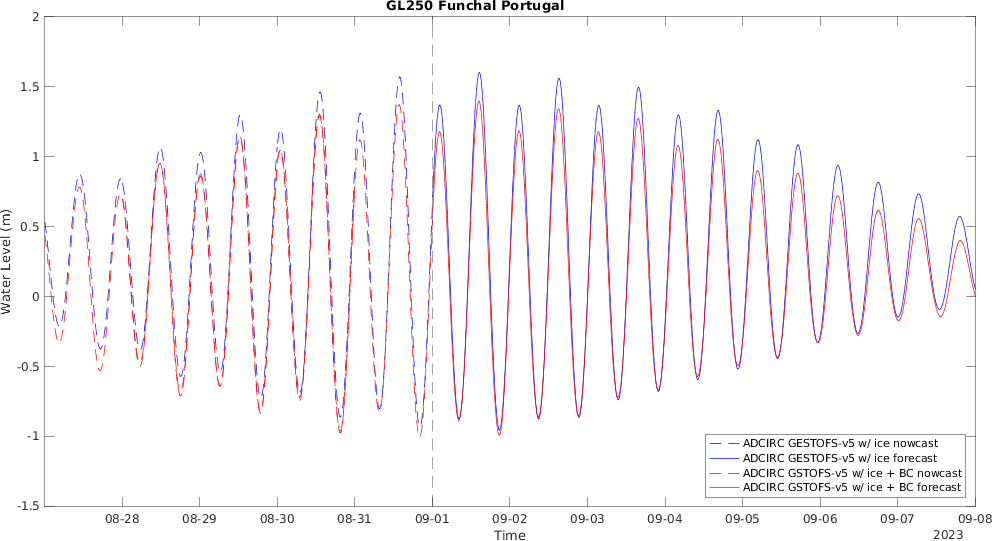 GL250 Funchal Portugal
2
1.5
1
0.5
0
-0.5
-1
-1.5
Water Level (m)
ADCIRC GESTOFS-v5 w/ ice nowcast
ADCIRC GESTOFS-v5 w/ ice forecast
ADCIRC GSTOFS-v5 w/ ice + BC nowcast
ADCIRC GSTOFS-v5 w/ ice + BC forecast
08-28 08-29 08-30 08-31 09-01 09-02 09-03 09-04 09-05 09-06 09-07 09-08
Time
2023